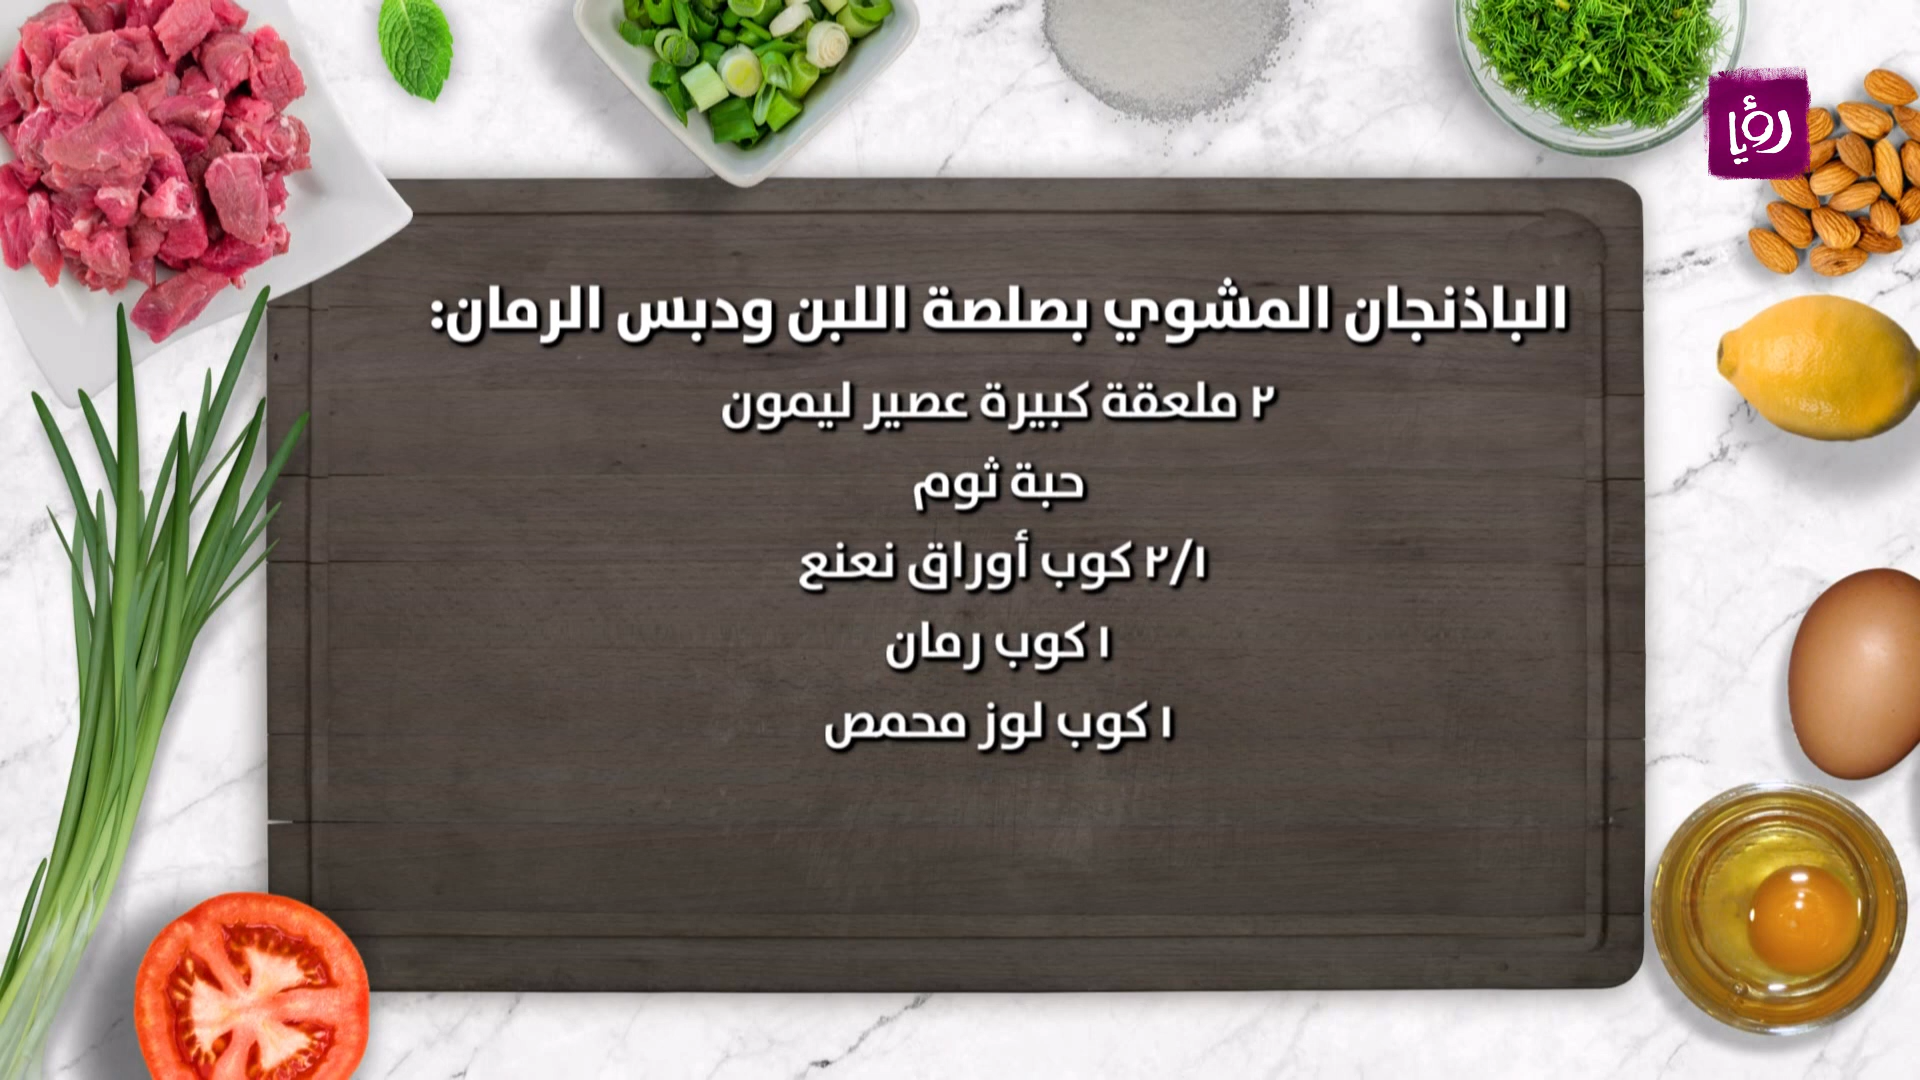 رؤيا
الباذنجان المشوي بصلصة اللبن ودبس الرمان:
٢ ملعقة كبيرة عصير ليمون
حبة ثوم
٢/١ كوب أوراق نعنع
١ كوب رمان
١ كوب لوز محمص